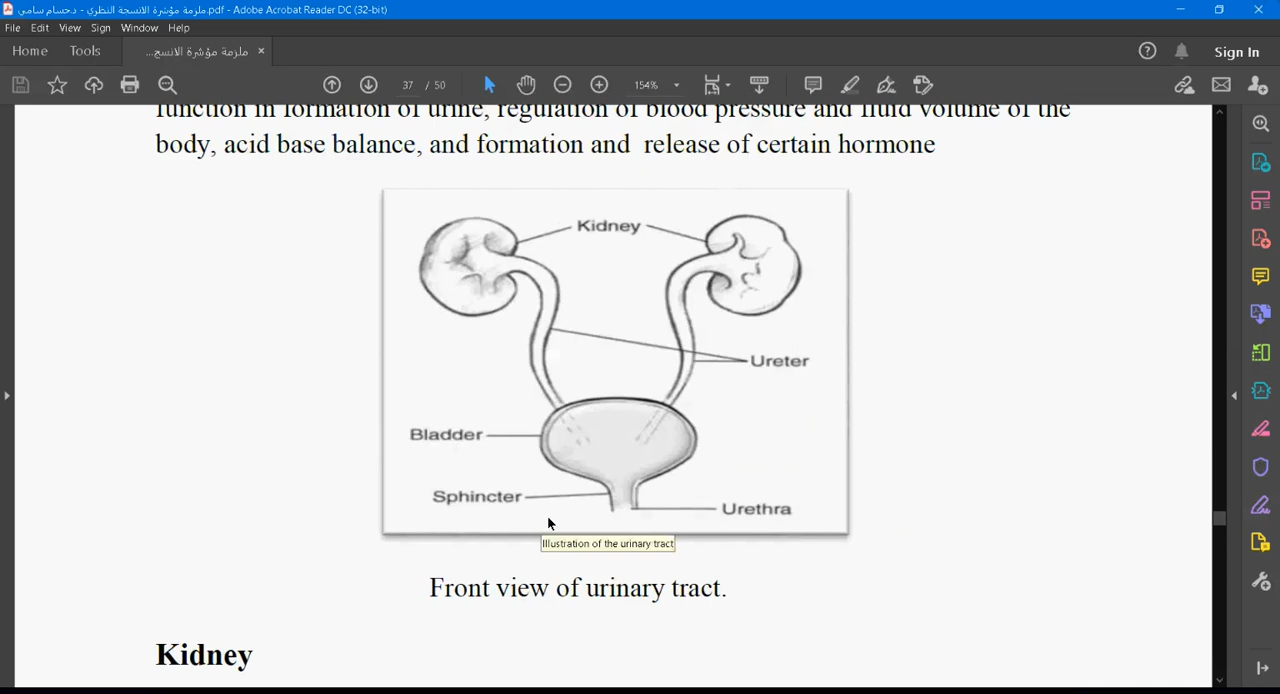 ملزمة مؤشرة الانسجة النظري - د.حسام سامي.pdf - Adobe Acrobat Reader DC (32-bit)
File Edit View Sign Window Help
Home Tools ملزمة مؤشرة الانسج... × Sign In
37 / 50 154%
function in formation of urine, regulation of blood pressure and fluid volume of the
body, acid base balance, and formation and release of certain hormone
Kidney
Ureter
Bladder
Sphincter
Urethra
Illustration of the urinary tract
Front view of urinary tract.
Kidney